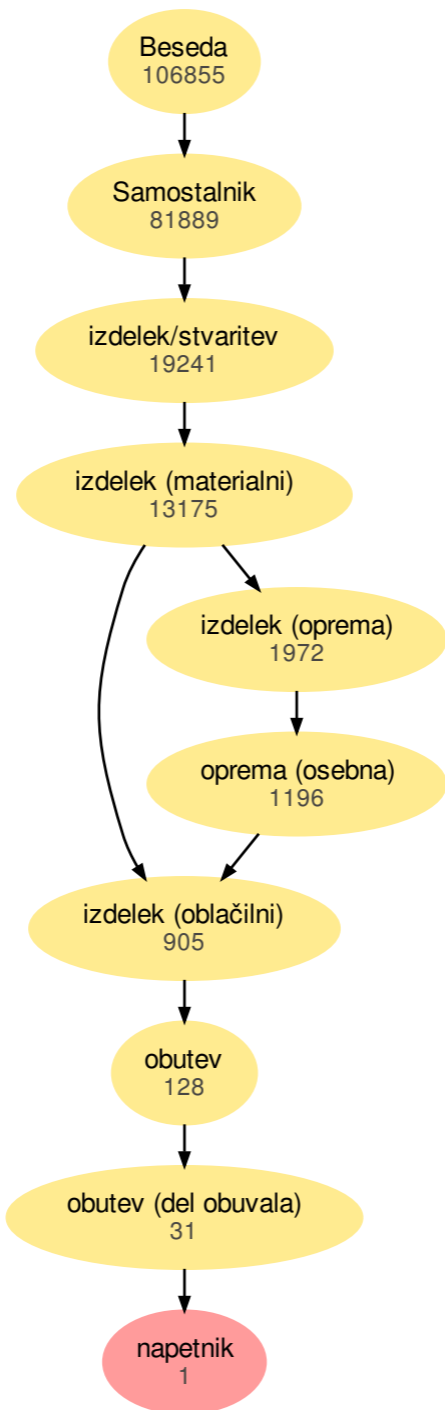 Beseda
106855
Samostalnik
81889
izdelek/stvaritev
19241
izdelek (materialni)
13175
izdelek (oprema)
1972
oprema (osebna)
1196
izdelek (oblačilni)
905
obutev
128
obutev (del obuvala)
31
napetnik
1